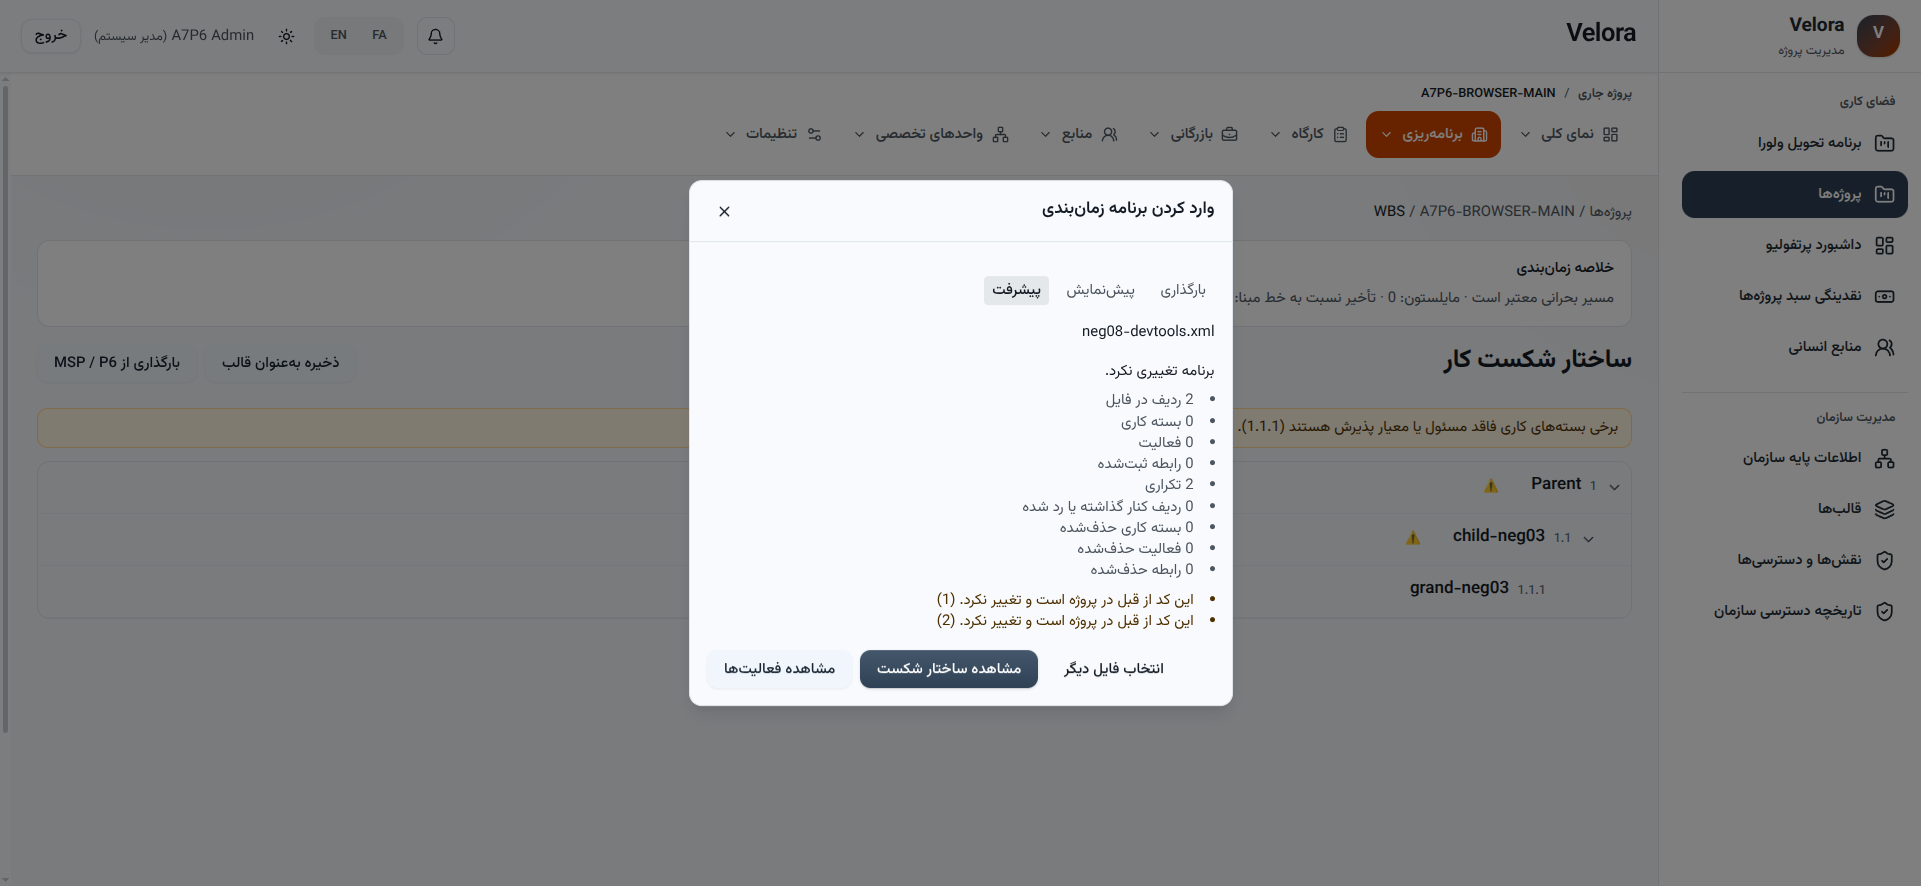 V
Velora
مدیریت پروژه
فضای کاری
برنامه تحویل ولورا
پروژه‌ها
داشبورد پرتفولیو
نقدینگی سبد پروژه‌ها
منابع انسانی
مدیریت سازمان
اطلاعات پایه سازمان
قالب‌ها
نقش‌ها و دسترسی‌ها
تاریخچه دسترسی سازمان
Velora
FA EN
A7P6 Admin (مدیر سیستم)
خروج
پروژه جاری / A7P6-BROWSER-MAIN
نمای کلی
برنامه‌ریزی
کارگاه
بازرگانی
منابع
واحدهای تخصصی
تنظیمات
پروژه‌ها / A7P6-BROWSER-MAIN / WBS
خلاصه زمان‌بندی
مسیر بحرانی معتبر است · مایلستون: 0 · تأخیر نسبت به خط مبنا:
ساختار شکست کار
ذخیره به‌عنوان قالب
بارگذاری از MSP / P6
برخی بسته‌های کاری فاقد مسئول یا معیار پذیرش هستند (1.1.1).
1 Parent
1.1 child-neg03
1.1.1 grand-neg03
وارد کردن برنامه زمان‌بندی
بارگذاری
پیش‌نمایش
پیشرفت
neg08-devtools.xml
برنامه تغییری نکرد.
2 ردیف در فایل
0 بسته کاری
0 فعالیت
0 رابطه ثبت‌شده
2 تکراری
0 ردیف کنار گذاشته یا رد شده
0 بسته کاری حذف‌شده
0 فعالیت حذف‌شده
0 رابطه حذف‌شده
این کد از قبل در پروژه است و تغییر نکرد. (1)
این کد از قبل در پروژه است و تغییر نکرد. (2)
انتخاب فایل دیگر
مشاهده ساختار شکست
مشاهده فعالیت‌ها